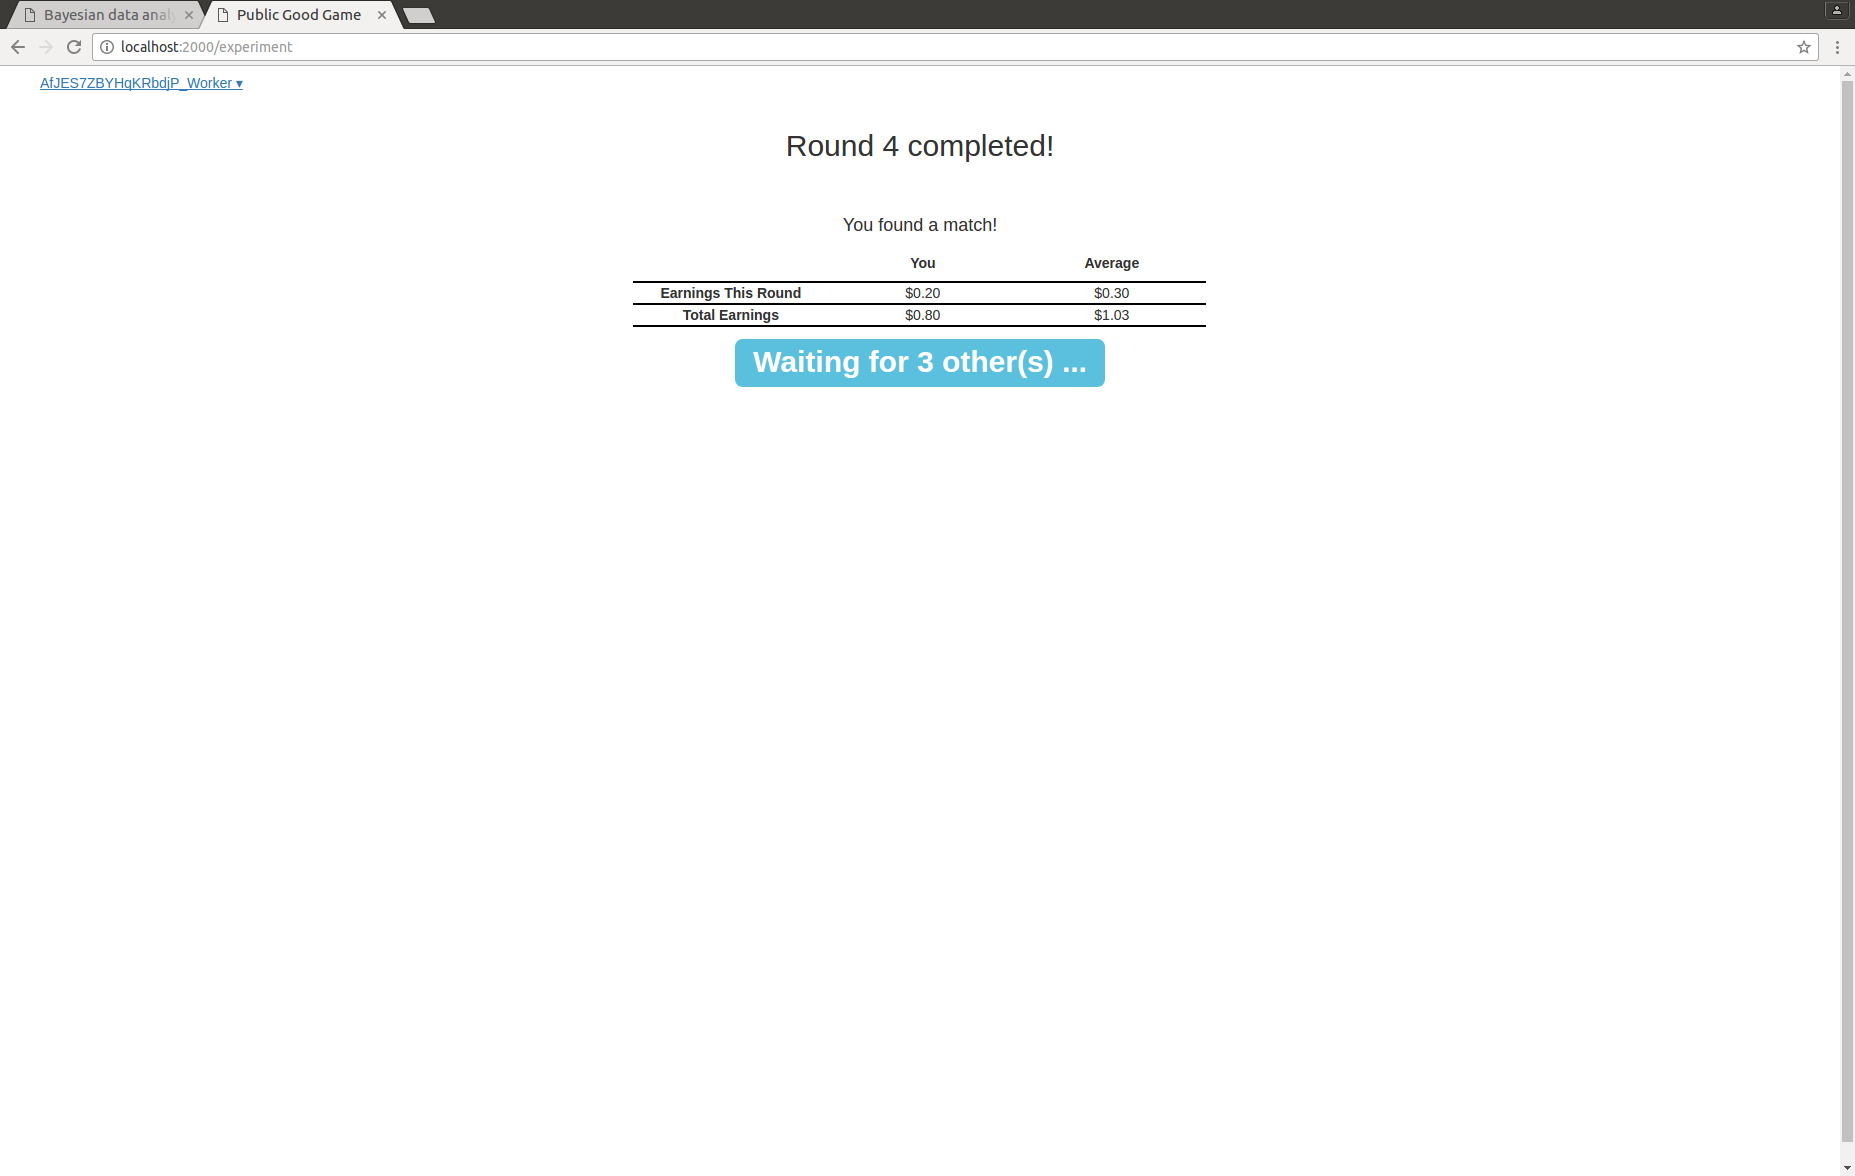 Bayesian data anal
Public Good Game
localhost:2000/experiment
AfJES7ZBYHqKRbdjP_Worker ▾
Round 4 completed!
You found a match!
You Average
Earnings This Round $0.20 $0.30
Total Earnings $0.80 $1.03
Waiting for 3 other(s) ...